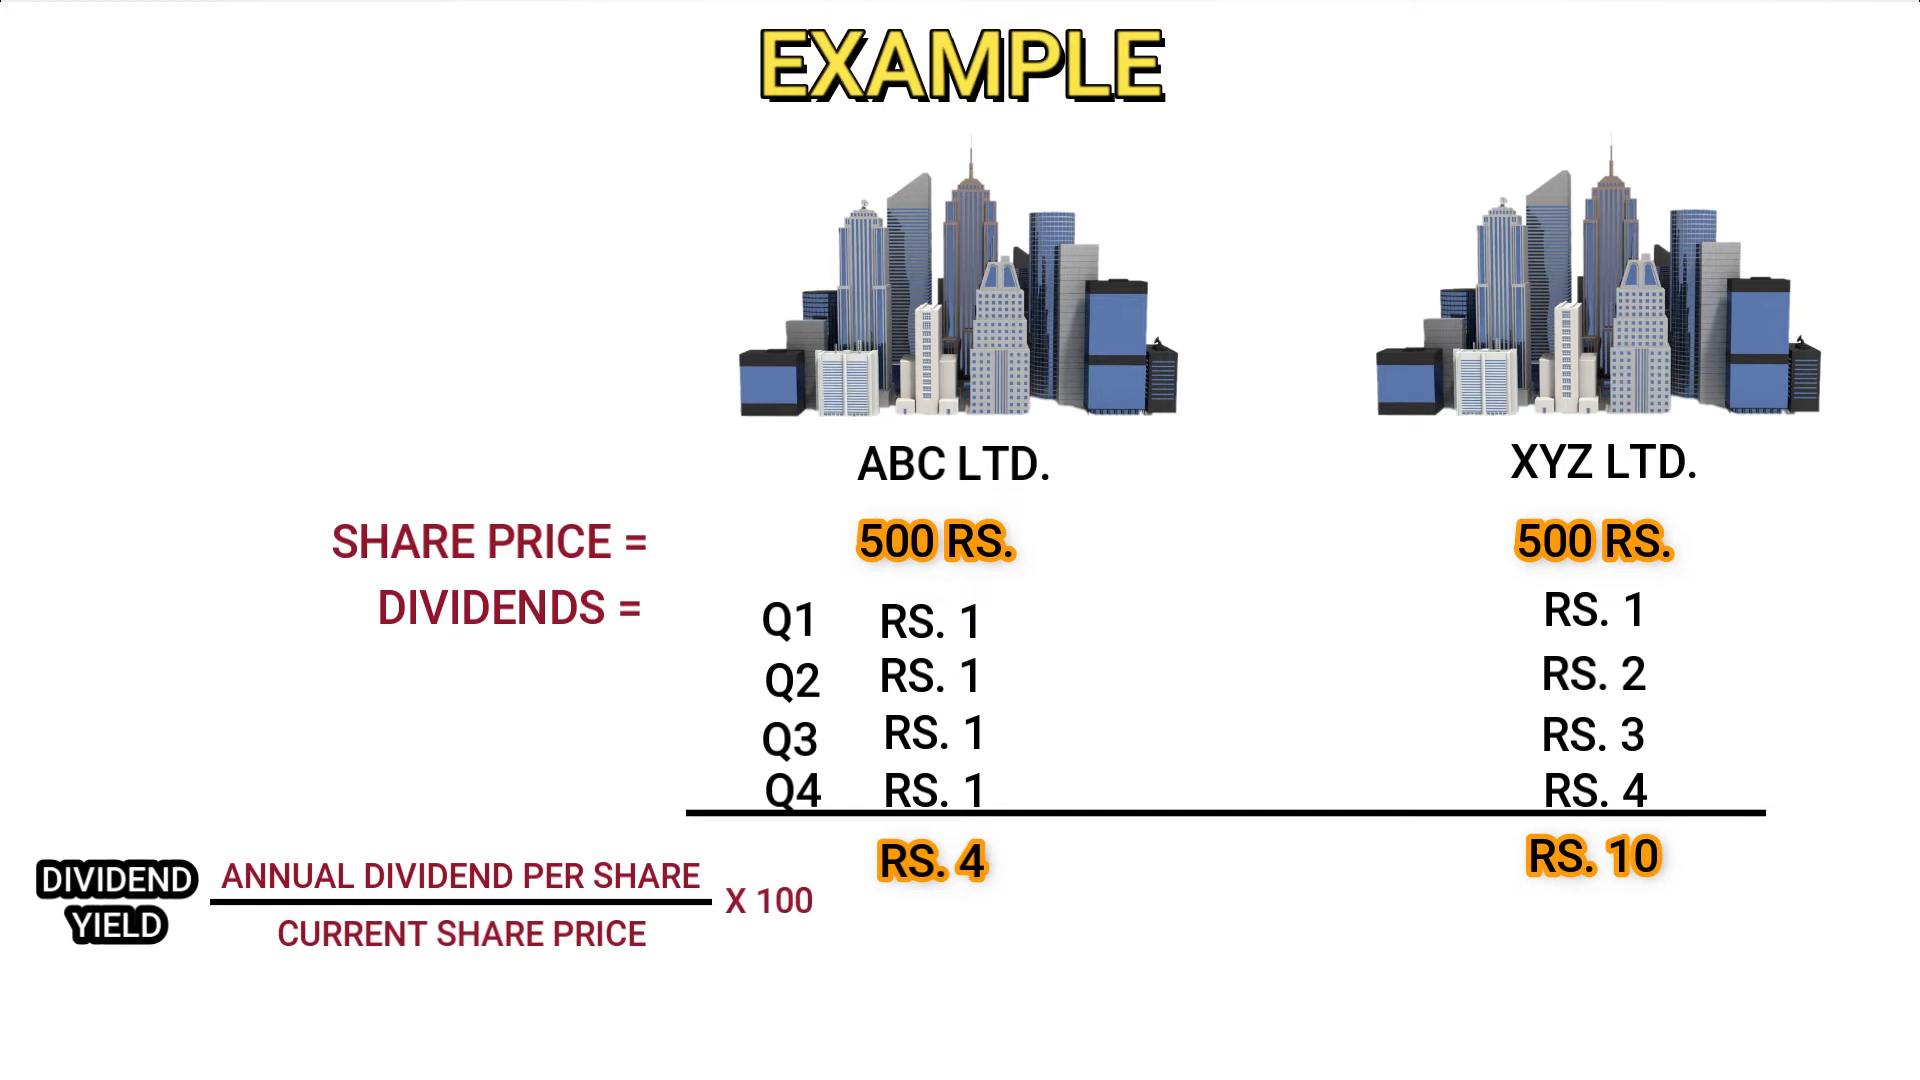 EXAMPLE
ABC LTD. XYZ LTD.
SHARE PRICE = 500 RS. 500 RS.
DIVIDENDS =
Q1 RS. 1 RS. 1
Q2 RS. 1 RS. 2
Q3 RS. 1 RS. 3
Q4 RS. 1 RS. 4
RS. 4 RS. 10
DIVIDEND
YIELD
ANNUAL DIVIDEND PER SHARE
CURRENT SHARE PRICE
X 100